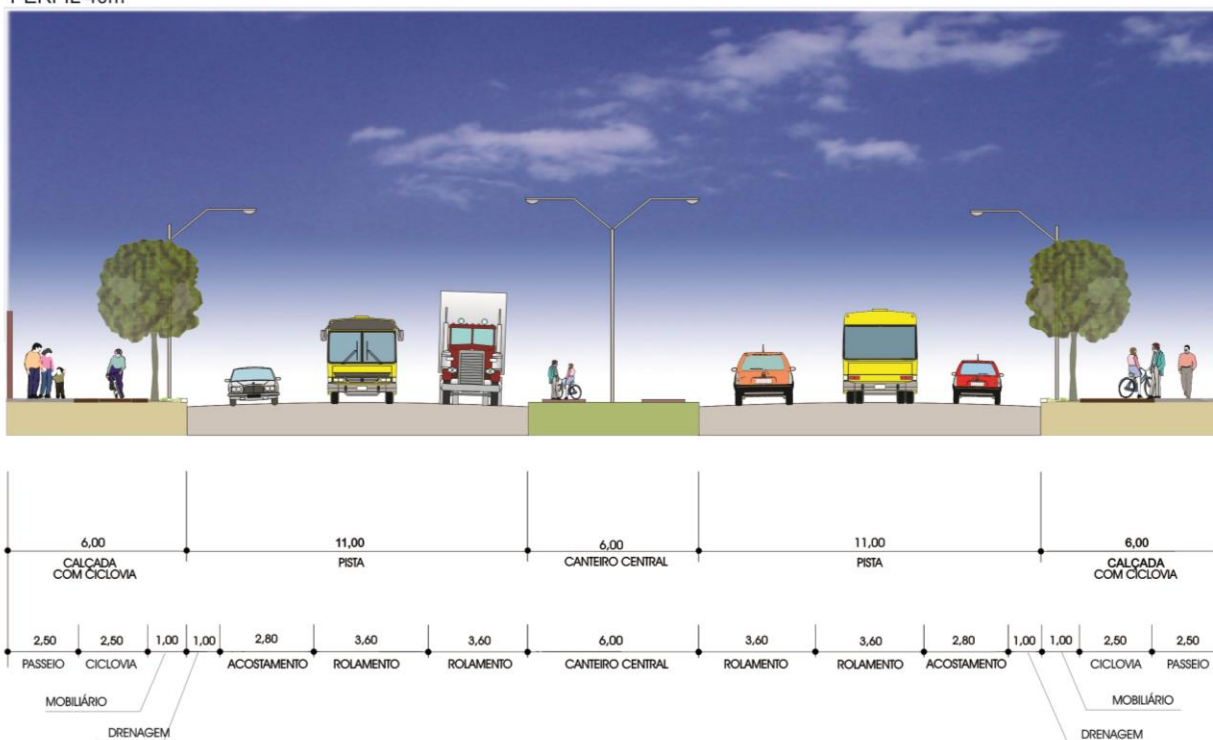 6,00 11,00 6,00 11,00 6,00
CALÇADA PISTA CANTEIRO CENTRAL PISTA CALÇADA
COM CICLOVIA COM CICLOVIA
2,50 2,50 1,00 1,00 2,80 3,60 3,60 6,00 3,60 3,60 2,80 1,00 1,00 2,50 2,50
PASSEIO CICLOVIA ACOSTAMENTO ROLAMENTO ROLAMENTO CANTEIRO CENTRAL ROLAMENTO ROLAMENTO ACOSTAMENTO CICLOVIA PASSEIO
MOBILIÁRIO MOBILIÁRIO
DRENAGEM DRENAGEM